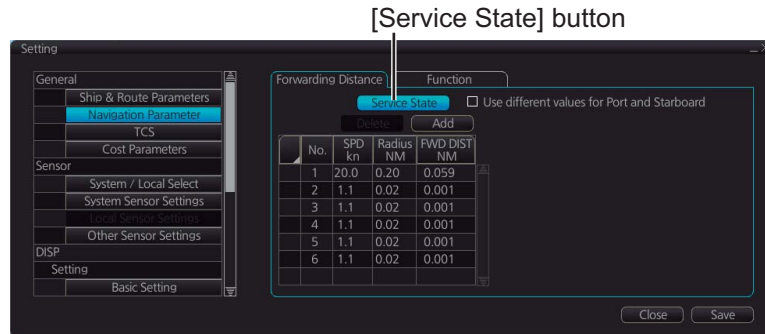 [Service State] button
Setting
General
Ship & Route Parameters
Navigation Parameter
TCS
Cost Parameters
Sensor
System / Local Select
System Sensor Settings
Local Sensor Settings
Other Sensor Settings
DISP
Setting
Basic Setting
Forwarding Distance Function
Service State Use different values for Port and Starboard
Delete Add
No. SPD kn Radius NM FWD DIST NM
1 20.0 0.20 0.059
2 1.1 0.02 0.001
3 1.1 0.02 0.001
4 1.1 0.02 0.001
5 1.1 0.02 0.001
6 1.1 0.02 0.001
Close Save